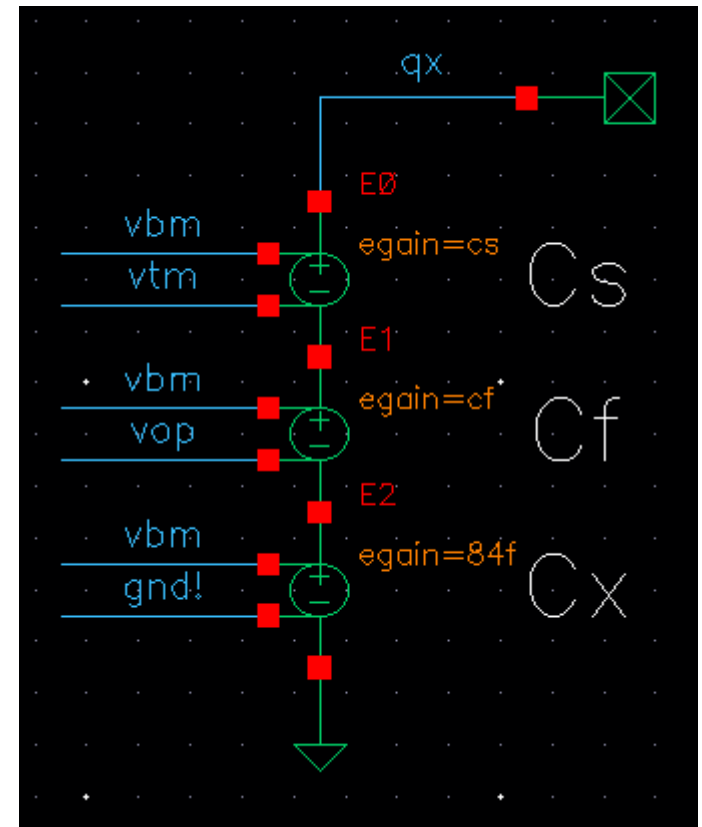 qx
E0
vbm
egain=cs
Cs
vtm
E1
vbm
egain=cf
Cf
vop
E2
vbm
egain=84f
Cx
gnd!